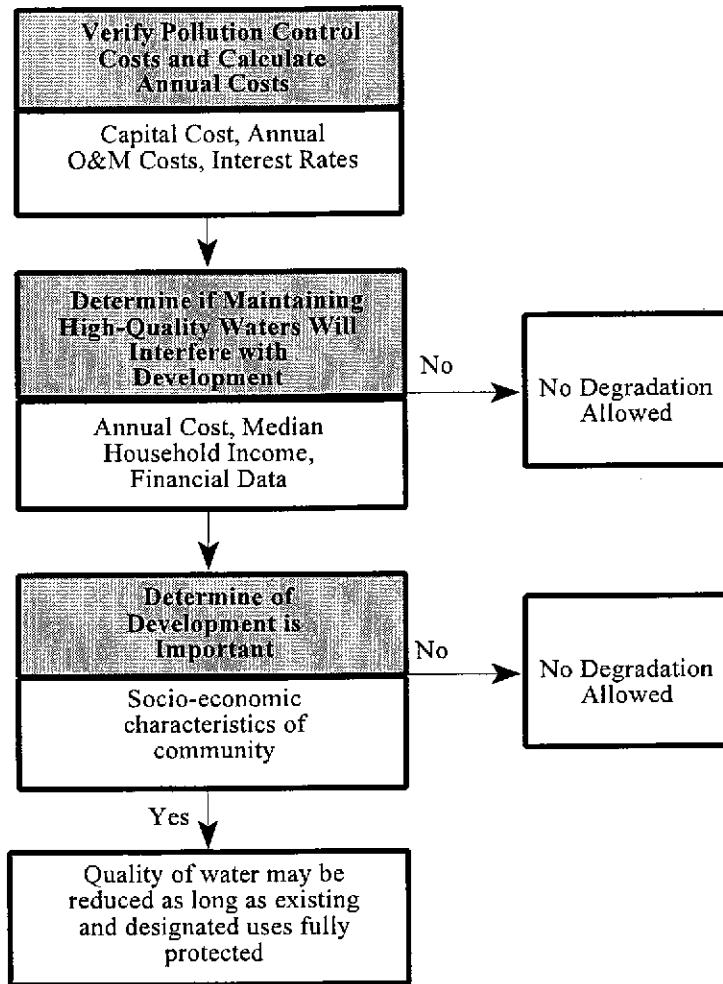 Verify Pollution Control
Costs and Calculate
Annual Costs
Capital Cost, Annual
O&M Costs, Interest Rates
Determine if Maintaining
High-Quality Waters Will
Interfere with
Development
No
No Degradation
Allowed
Annual Cost, Median
Household Income,
Financial Data
Determine of
Development is
Important
No
No Degradation
Allowed
Socio-economic
characteristics of
community
Yes
Quality of water may be
reduced as long as existing
and designated uses fully
protected